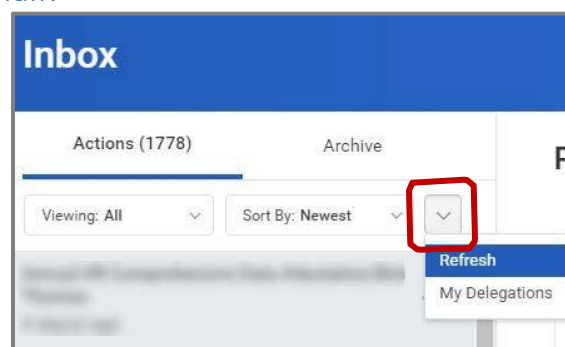 Inbox
Actions (1778) Archive
Viewing: All Sort By: Newest
Refresh
My Delegations